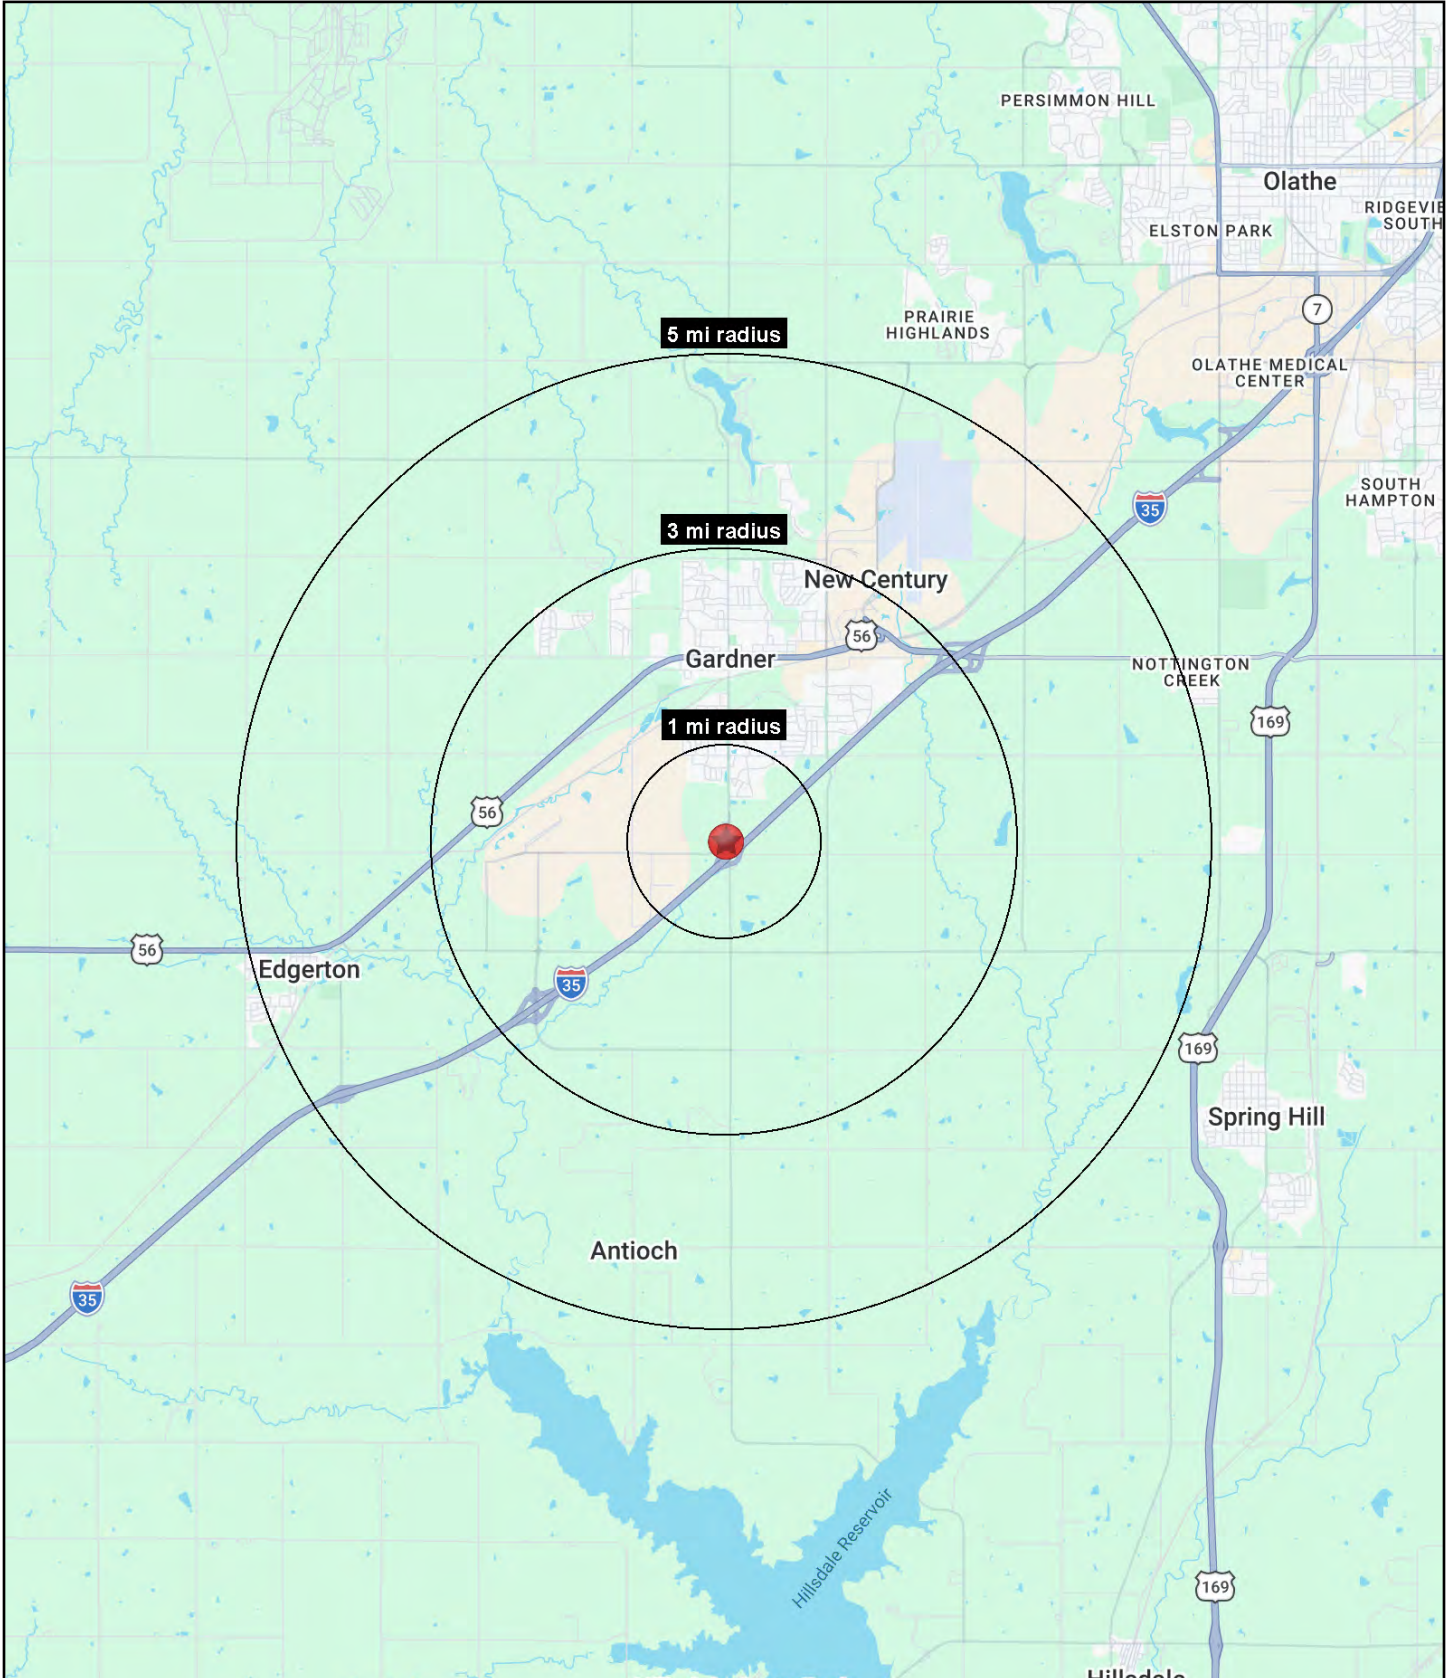 PERSIMMON HILL
Olathe
RIDGEVIE
SOUTH
ELSTON PARK
7
PRAIRIE
HIGHLANDS
5 mi radius
OLATHE MEDICAL
CENTER
SOUTH
HAMPTON
35
3 mi radius
New Century
56
Gardner
NOTTINGTON
CREEK
1 mi radius
169
56
56
Edgerton
35
169
Spring Hill
Antioch
35
Hillsdale Reservoir
169
Hillsdale